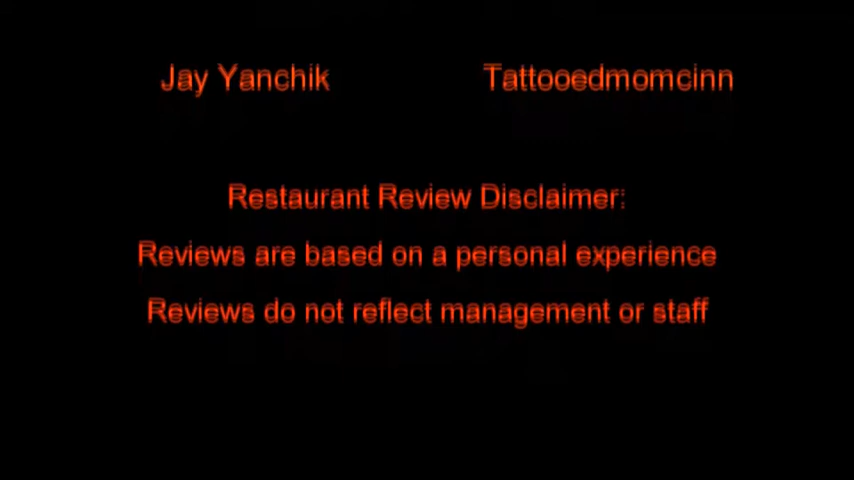 Jay Yanchik Tattooedmomcinn
Restaurant Review Disclaimer:
Reviews are based on a personal experience
Reviews do not reflect management or staff